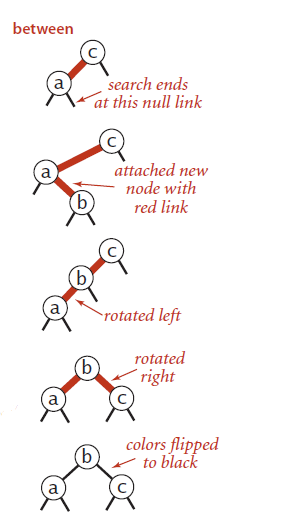 between
c
a
search ends
at this null link
c
a
attached new
node with
red link
b
c
b
a
rotated left
rotated
right
b
a
c
colors flipped
to black
b
a
c